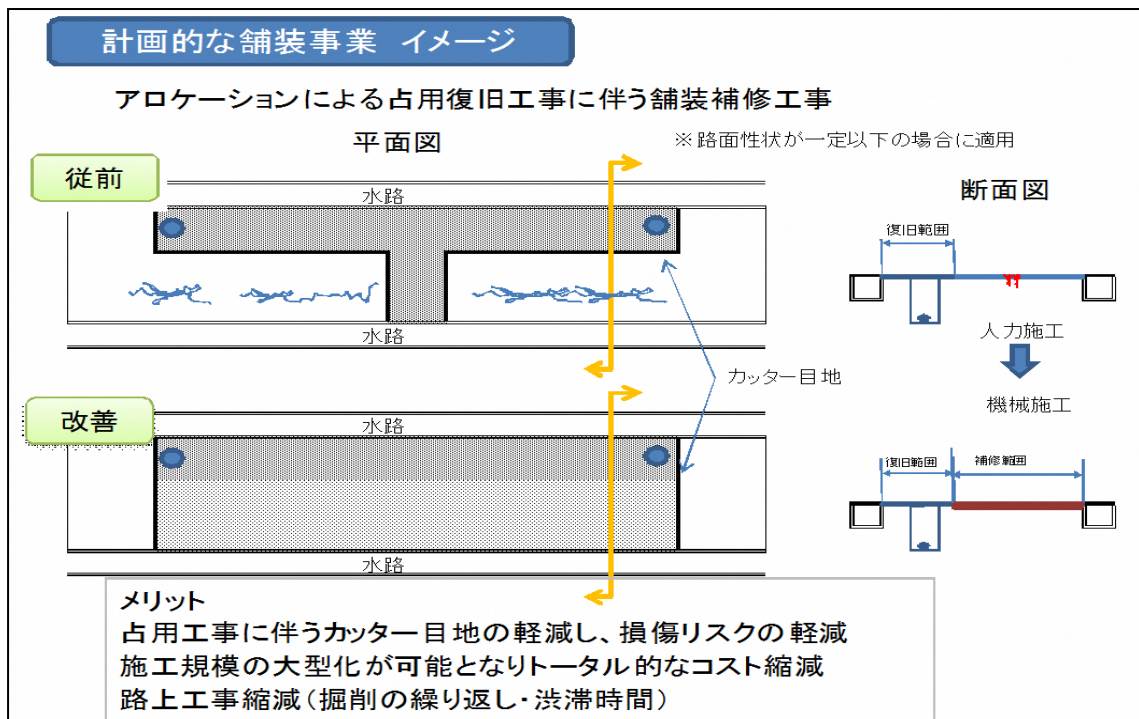 計画的な舗装事業 イメージ
アロケーションによる占用復旧工事に伴う舗装補修工事
平面図
※路面性状が一定以下の場合に適用
従前
水路
断面図
復旧範囲
水路
人力施工
カッター目地
機械施工
改善
水路
復旧範囲
補修範囲
水路
メリット
占用工事に伴うカッター目地の軽減し、損傷リスクの軽減
施工規模の大型化が可能となりトータル的なコスト縮減
路上工事縮減（掘削の繰り返し・渋滞時間）